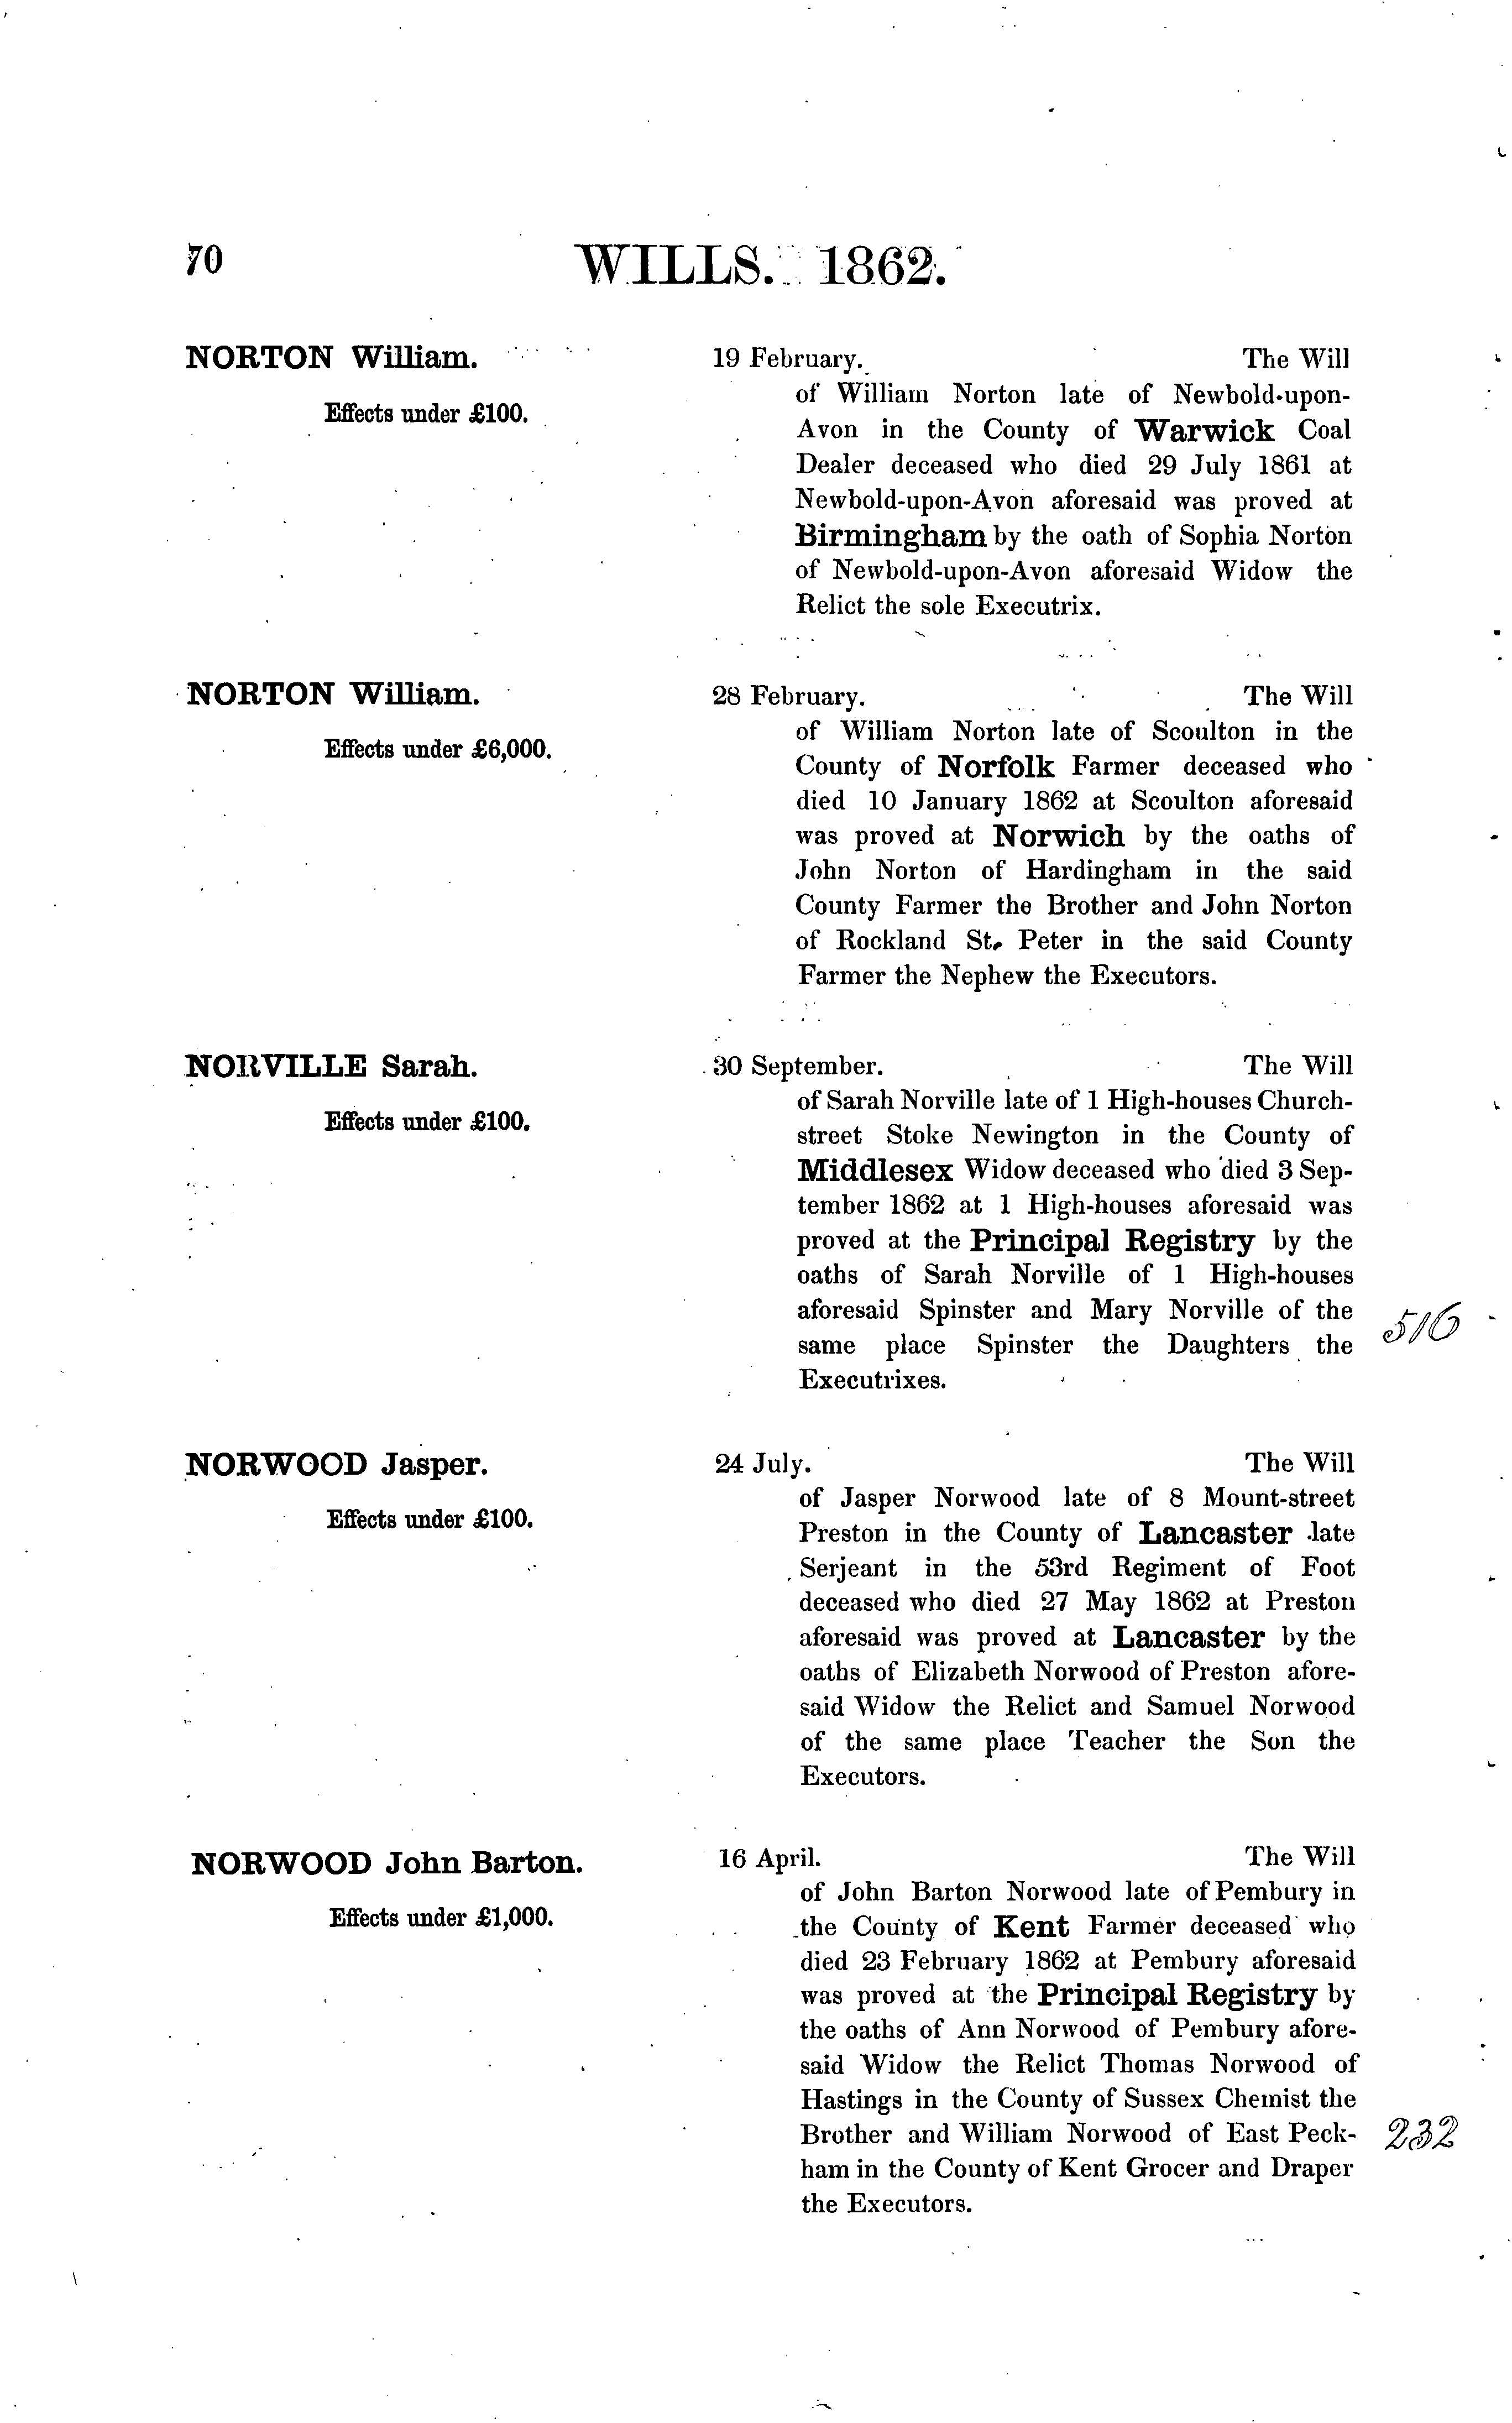 70
WILLS. 1862.
NORTON William.
Effects under £100.
19 February. The Will
of William Norton late of Newbold-upon-
Avon in the County of Warwick Coal
Dealer deceased who died 29 July 1861 at
Newbold-upon-Avon aforesaid was proved at
Birmingham by the oath of Sophia Norton
of Newbold-upon-Avon aforesaid Widow the
Relict the sole Executrix.
NORTON William.
Effects under £6,000.
28 February. The Will
of William Norton late of Scoulton in the
County of Norfolk Farmer deceased who
died 10 January 1862 at Scoulton aforesaid
was proved at Norwich by the oaths of
John Norton of Hardingham in the said
County Farmer the Brother and John Norton
of Rockland St. Peter in the said County
Farmer the Nephew the Executors.
NORVILLE Sarah.
Effects under £100.
30 September. The Will
of Sarah Norville late of 1 High-houses Church-
street Stoke Newington in the County of
Middlesex Widow deceased who died 3 Sep-
tember 1862 at 1 High-houses aforesaid was
proved at the Principal Registry by the
oaths of Sarah Norville of 1 High-houses
aforesaid Spinster and Mary Norville of the
same place Spinster the Daughters the
Executrixes.
516
NORWOOD Jasper.
Effects under £100.
24 July. The Will
of Jasper Norwood late of 8 Mount-street
Preston in the County of Lancaster late
Serjeant in the 53rd Regiment of Foot
deceased who died 27 May 1862 at Preston
aforesaid was proved at Lancaster by the
oaths of Elizabeth Norwood of Preston afore-
said Widow the Relict and Samuel Norwood
of the same place Teacher the Son the
Executors.
NORWOOD John Barton.
Effects under £1,000.
16 April. The Will
of John Barton Norwood late of Pembury in
the County of Kent Farmer deceased who
died 23 February 1862 at Pembury aforesaid
was proved at the Principal Registry by
the oaths of Ann Norwood of Pembury afore-
said Widow the Relict Thomas Norwood of
Hastings in the County of Sussex Chemist the
Brother and William Norwood of East Peck-
ham in the County of Kent Grocer and Draper
the Executors.
232